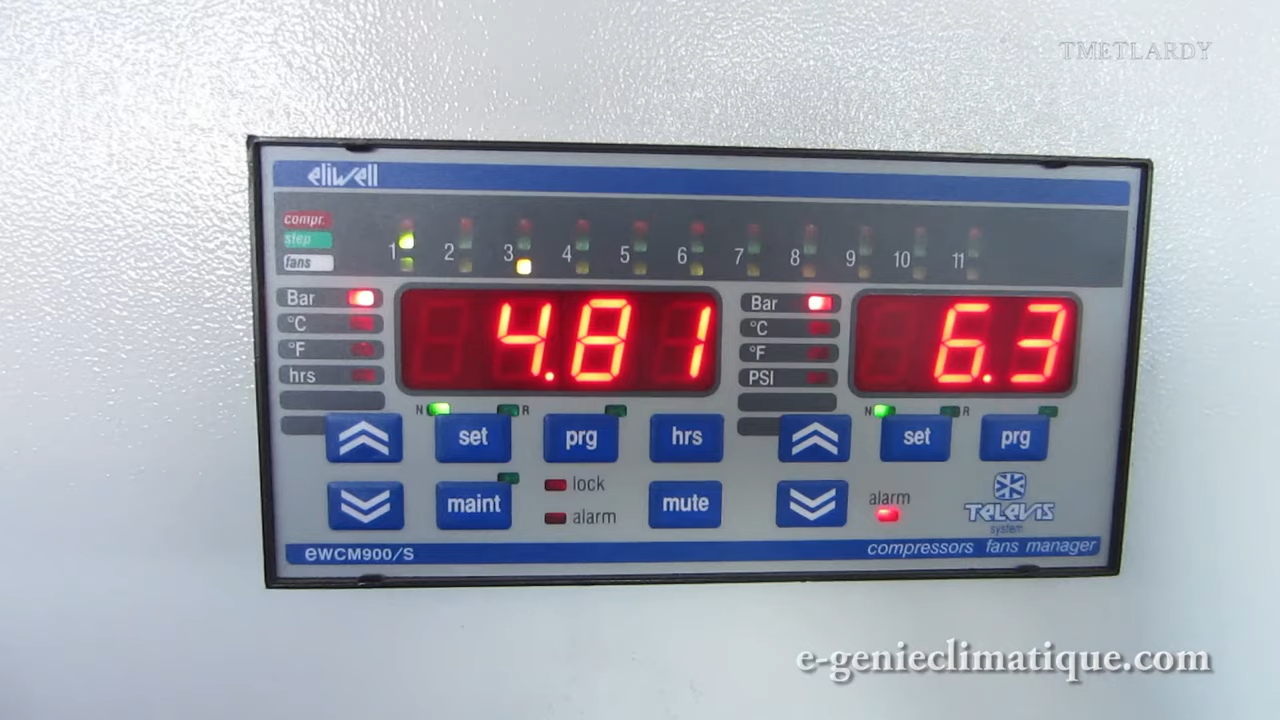 TMETLARDY
eliwell
compr.
step
fans
1 2 3 4 5 6 7 8 9 10 11
Bar
°C
°F
hrs
4.81
Bar
°C
°F
PSI
6.3
N R
N R
set prg hrs
set prg
maint
lock
alarm
mute
alarm
TELEVIS
system
eWCM900/S
compressors fans manager
e-genieclimatique.com